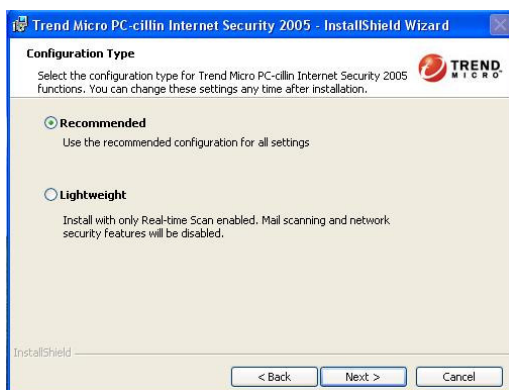 Trend Micro PC-cillin Internet Security 2005 - InstallShield Wizard
Configuration Type
Select the configuration type for Trend Micro PC-cillin Internet Security 2005
functions. You can change these settings any time after installation.
TREND
MICRO
Recommended
Use the recommended configuration for all settings
Lightweight
Install with only Real-time Scan enabled. Mail scanning and network
security features will be disabled.
InstallShield
< Back
Next >
Cancel